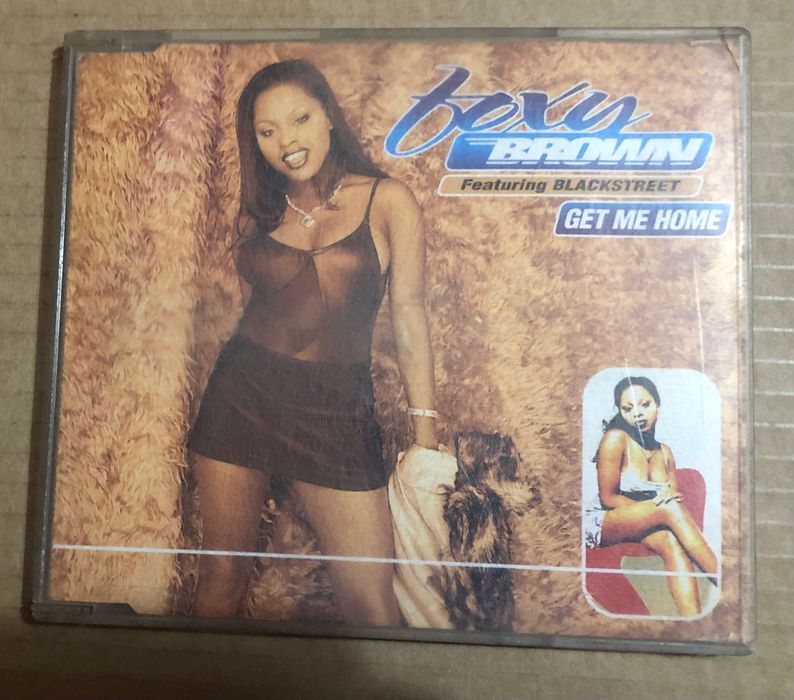 foxy
BROWN
Featuring BLACKSTREET
GET ME HOME